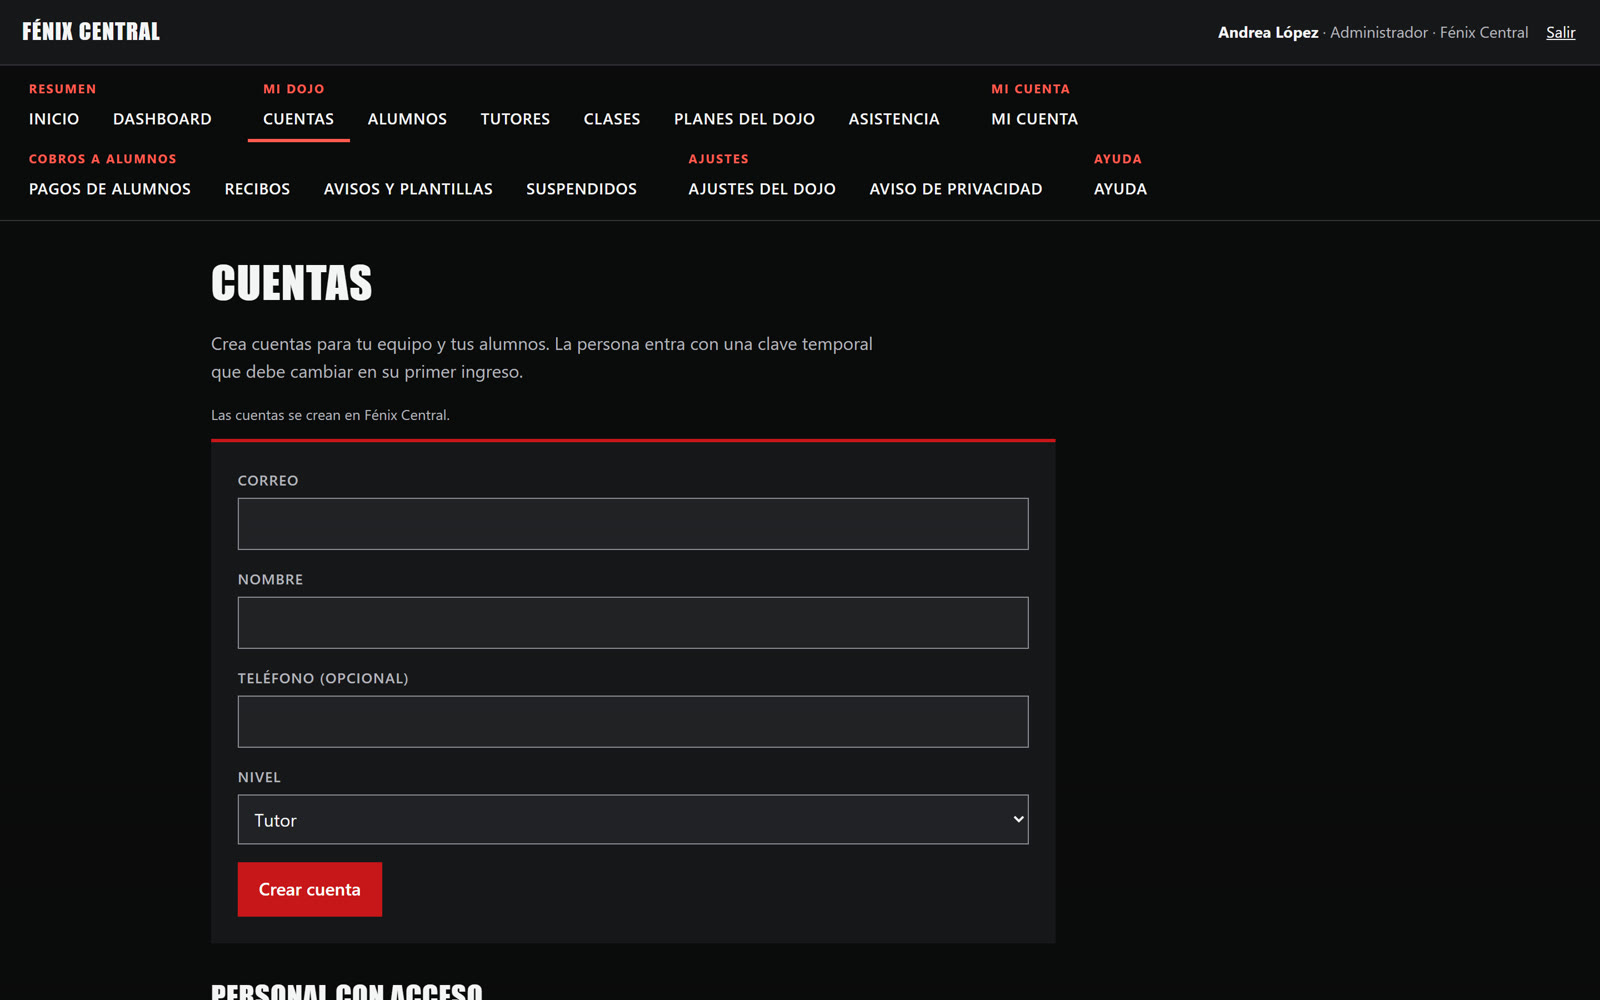 FÉNIX CENTRAL
Andrea López · Administrador · Fénix Central Salir
RESUMEN
INICIO DASHBOARD
MI DOJO
CUENTAS ALUMNOS TUTORES CLASES PLANES DEL DOJO ASISTENCIA
MI CUENTA
MI CUENTA
COBROS A ALUMNOS
PAGOS DE ALUMNOS RECIBOS AVISOS Y PLANTILLAS SUSPENDIDOS
AJUSTES
AJUSTES DEL DOJO AVISO DE PRIVACIDAD
AYUDA
AYUDA
CUENTAS
Crea cuentas para tu equipo y tus alumnos. La persona entra con una clave temporal
que debe cambiar en su primer ingreso.
Las cuentas se crean en Fénix Central.
CORREO
NOMBRE
TELÉFONO (OPCIONAL)
NIVEL
Tutor
Crear cuenta
PERSONAL CON ACCESO